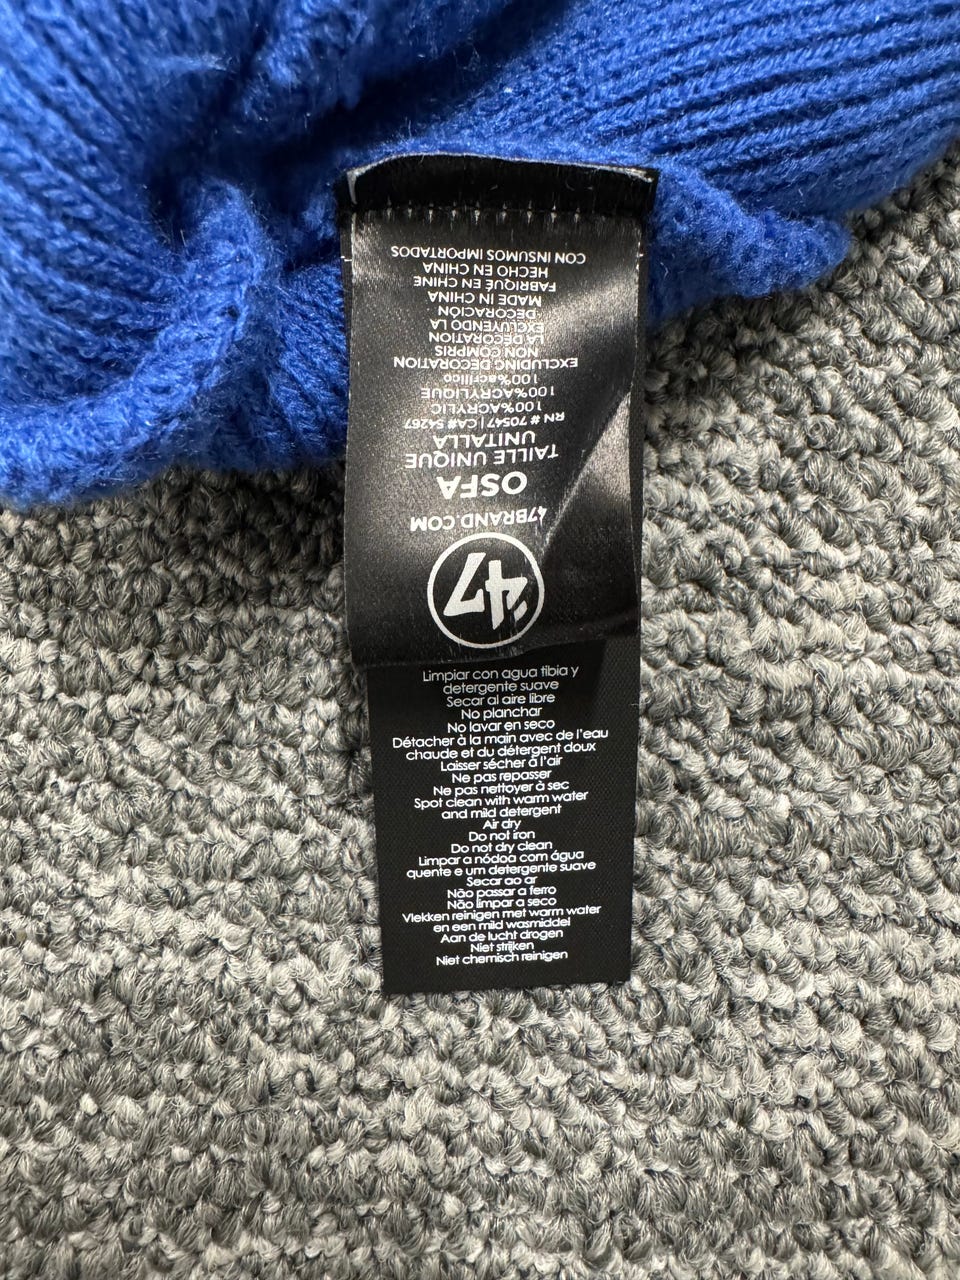 '47
47BRAND.COM
OSFA
TAILLE UNIQUE
UNITALLA
RN # 70547 | CA# 54267
100%ACRYLIC
100%ACRYLIQUE
100%acrílico
EXCLUDING DECORATION
NON COMPRIS
LA DÉCORATION
EXCLUYENDO LA
DECORACIÓN
MADE IN CHINA
FABRIQUÉ EN CHINE
HECHO EN CHINA
CON INSUMOS IMPORTADOS
Limpiar con agua tibia y
detergente suave
Secar al aire libre
No planchar
No lavar en seco
Détacher à la main avec de l'eau
chaude et du détergent doux
Laisser sécher à l'air
Ne pas repasser
Ne pas nettoyer à sec
Spot clean with warm water
and mild detergent
Air dry
Do not iron
Do not dry clean
Limpar a nódoa com água
quente e um detergente suave
Secar ao ar
Não passar a ferro
Não limpar a seco
Vlekken reinigen met warm water
en een mild wasmiddel
Aan de lucht drogen
Niet strijken
Niet chemisch reinigen